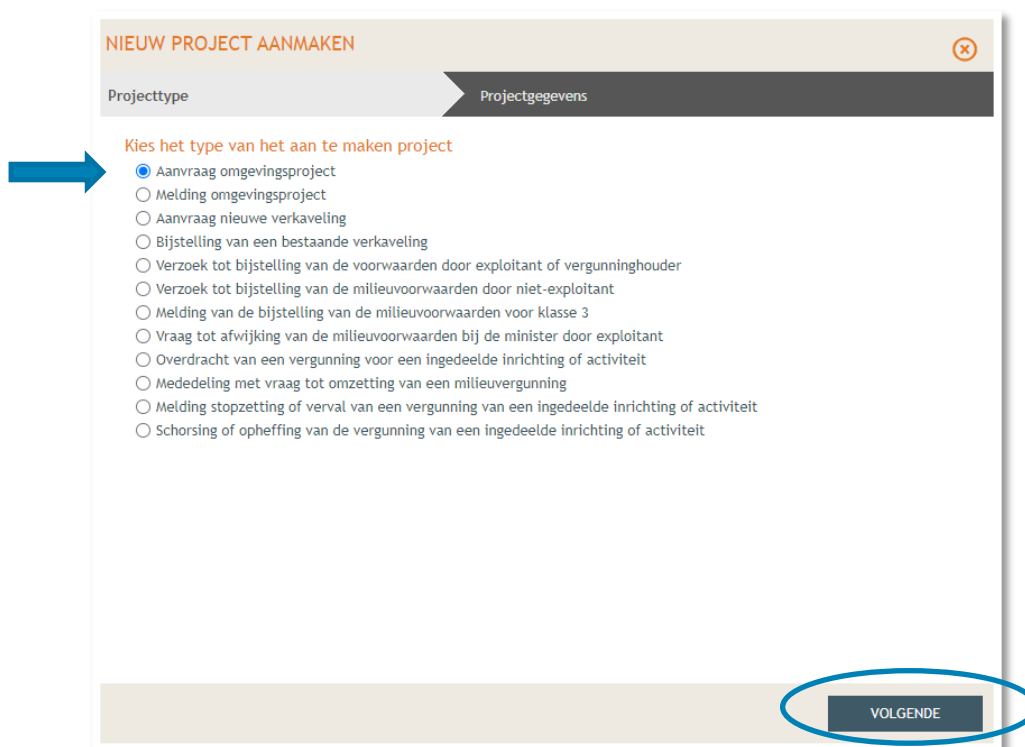 NIEUW PROJECT AANMAKEN
Projecttype
Projectgegevens
Kies het type van het aan te maken project
Aanvraag omgevingsproject
Melding omgevingsproject
Aanvraag nieuwe verkaveling
Bijstelling van een bestaande verkaveling
Verzoek tot bijstelling van de voorwaarden door exploitant of vergunninghouder
Verzoek tot bijstelling van de milieuvoorwaarden door niet-exploitant
Melding van de bijstelling van de milieuvoorwaarden voor klasse 3
Vraag tot afwijking van de milieuvoorwaarden bij de minister door exploitant
Overdracht van een vergunning voor een ingedeelde inrichting of activiteit
Mededeling met vraag tot omzetting van een milieuvergunning
Melding stopzetting of verval van een vergunning van een ingedeelde inrichting of activiteit
Schorsing of opheffing van de vergunning van een ingedeelde inrichting of activiteit
VOLGENDE